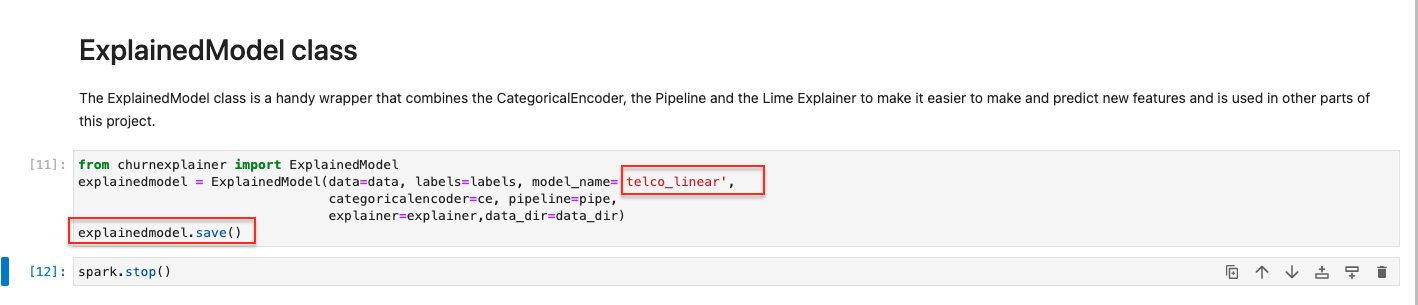 ExplainedModel class
The ExplainedModel class is a handy wrapper that combines the CategoricalEncoder, the Pipeline and the Lime Explainer to make it easier to make and predict new features and is used in other parts of
this project.
[11]: from churnexplainer import ExplainedModel
explainedmodel = ExplainedModel(data=data, labels=labels, model_name='telco_linear',
categoricalencoder=ce, pipeline=pipe,
explainer=explainer,data_dir=data_dir)
explainedmodel.save()
[12]: spark.stop()